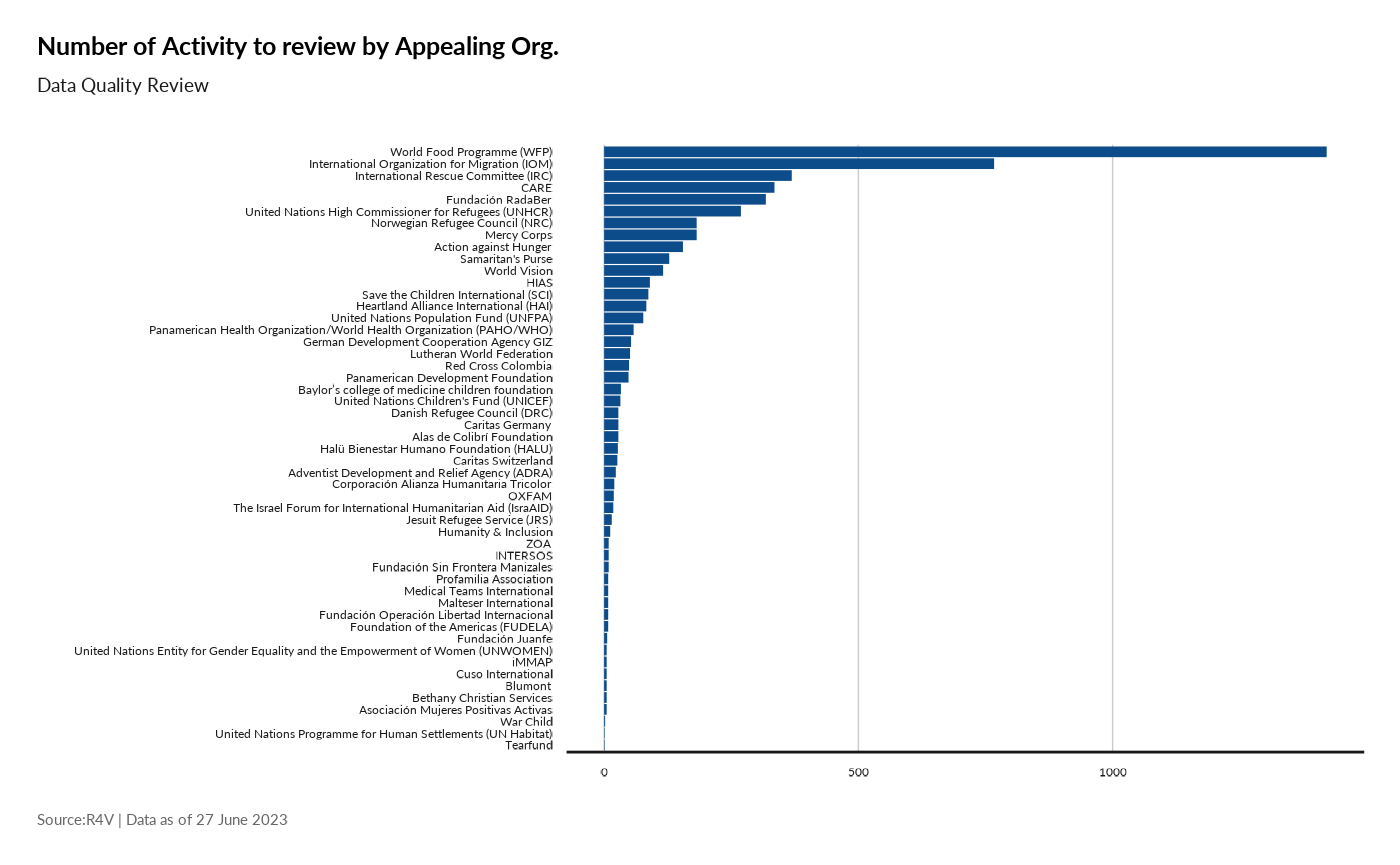 Number of Activity to review by Appealing Org.
Data Quality Review
World Food Programme (WFP)
International Organization for Migration (IOM)
International Rescue Committee (IRC)
CARE
Fundación RadaBer
United Nations High Commissioner for Refugees (UNHCR)
Norwegian Refugee Council (NRC)
Mercy Corps
Action against Hunger
Samaritan's Purse
World Vision
HIAS
Save the Children International (SCI)
Heartland Alliance International (HAI)
United Nations Population Fund (UNFPA)
Panamerican Health Organization/World Health Organization (PAHO/WHO)
German Development Cooperation Agency GIZ
Lutheran World Federation
Red Cross Colombia
Panamerican Development Foundation
Baylor's college of medicine children foundation
United Nations Children's Fund (UNICEF)
Danish Refugee Council (DRC)
Caritas Germany
Alas de Colibrí Foundation
Halü Bienestar Humano Foundation (HALU)
Caritas Switzerland
Adventist Development and Relief Agency (ADRA)
Corporación Alianza Humanitaria Tricolor
OXFAM
The Israel Forum for International Humanitarian Aid (IsraAID)
Jesuit Refugee Service (JRS)
Humanity & Inclusion
ZOA
INTERSOS
Fundación Sin Frontera Manizales
Profamilia Association
Medical Teams International
Malteser International
Fundación Operación Libertad Internacional
Foundation of the Americas (FUDELA)
Fundación Juanfe
United Nations Entity for Gender Equality and the Empowerment of Women (UNWOMEN)
iMMAP
Cuso International
Blumont
Bethany Christian Services
Asociación Mujeres Positivas Activas
War Child
United Nations Programme for Human Settlements (UN Habitat)
Tearfund
0 500 1000
Source:R4V | Data as of 27 June 2023